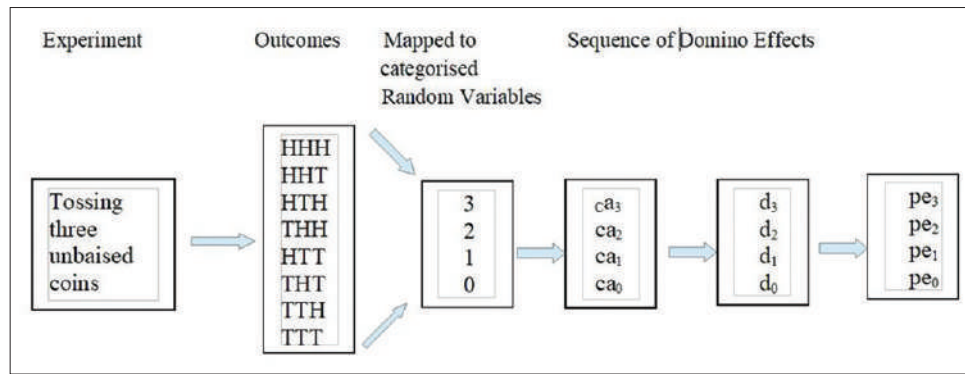 Experiment
Outcomes
Mapped to
categorised
Random Variables
Sequence of Domino Effects
Tossing
three
unbaised
coins
HHH
HHT
HTH
THH
HTT
THT
TTH
TTT
3
2
1
0
ca₃
ca₂
ca₁
ca₀
d₃
d₂
d₁
d₀
pe₃
pe₂
pe₁
pe₀